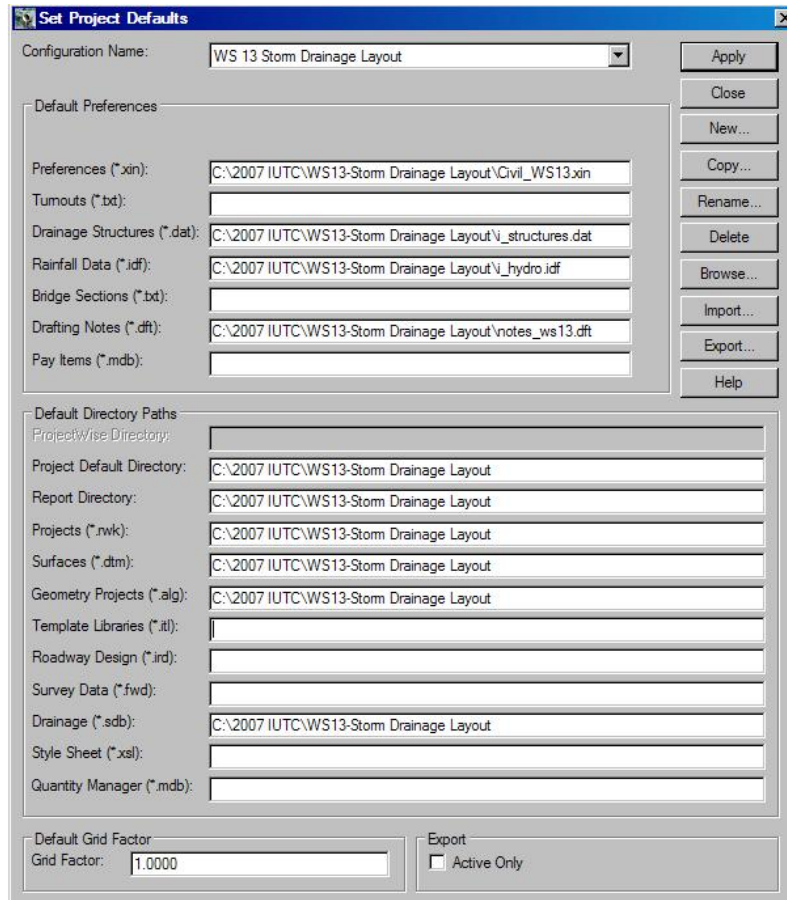 Set Project Defaults
Configuration Name: WS 13 Storm Drainage Layout
Apply
Close
New...
Copy...
Rename...
Delete
Browse...
Import...
Export...
Help
Default Preferences
Preferences (*.xin): C:\2007 IUTC\WS13-Storm Drainage Layout\Civil_WS13.xin
Turnouts (*.txt):
Drainage Structures (*.dat): C:\2007 IUTC\WS13-Storm Drainage Layout\i_structures.dat
Rainfall Data (*.idf): C:\2007 IUTC\WS13-Storm Drainage Layout\i_hydro.idf
Bridge Sections (*.txt):
Drafting Notes (*.dft): C:\2007 IUTC\WS13-Storm Drainage Layout\notes_ws13.dft
Pay Items (*.mdb):
Default Directory Paths
ProjectWise Directory:
Project Default Directory: C:\2007 IUTC\WS13-Storm Drainage Layout
Report Directory: C:\2007 IUTC\WS13-Storm Drainage Layout
Projects (*.rwk): C:\2007 IUTC\WS13-Storm Drainage Layout
Surfaces (*.dtm): C:\2007 IUTC\WS13-Storm Drainage Layout
Geometry Projects (*.alg): C:\2007 IUTC\WS13-Storm Drainage Layout
Template Libraries (*.itl):
Roadway Design (*.ird):
Survey Data (*.fwd):
Drainage (*.sdb): C:\2007 IUTC\WS13-Storm Drainage Layout
Style Sheet (*.xsl):
Quantity Manager (*.mdb):
Default Grid Factor
Grid Factor: 1.0000
Export
Active Only